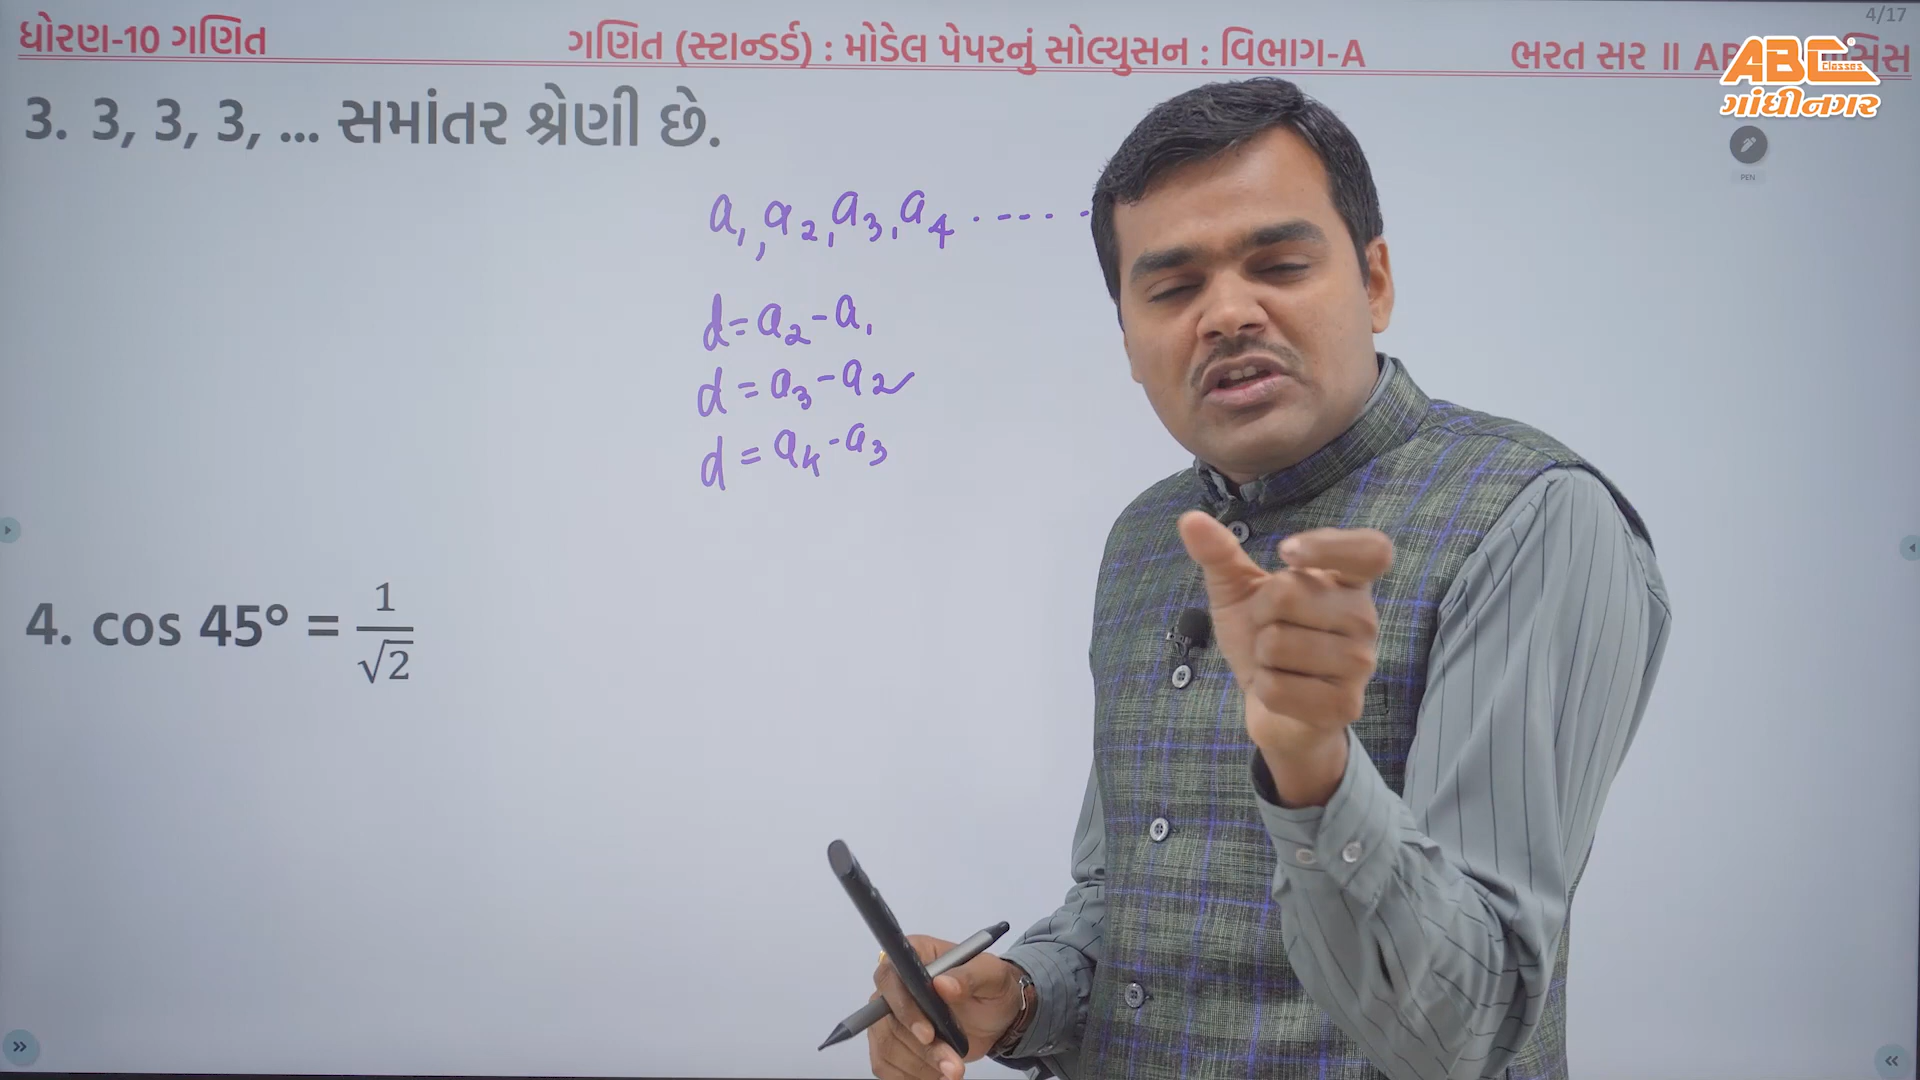 4/17
ધોરણ-10 ગણિત
ગણિત (સ્ટાન્ડર્ડ) : મોડેલ પેપરનું સોલ્યુસન : વિભાગ-A
ભરત સર ॥ AB
ABC Classes
ગાંધીનગર
PEN
3. 3, 3, 3, ... સમાંતર શ્રેણી છે.
a₁, a₂, a₃, a₄ . -- - . -
d = a₂ - a₁
d = a₃ - a₂
d = a₄ - a₃
4. cos 45° = 1/√2